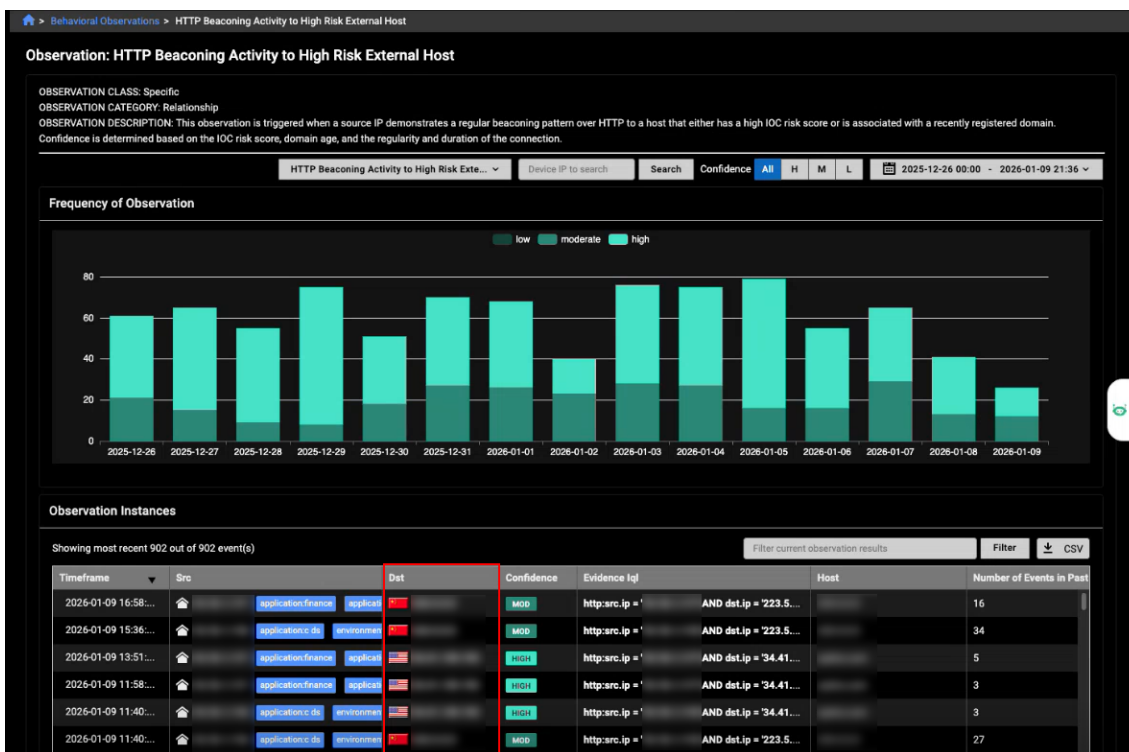 > Behavioral Observations > HTTP Beaconing Activity to High Risk External Host
Observation: HTTP Beaconing Activity to High Risk External Host
OBSERVATION CLASS: Specific
OBSERVATION CATEGORY: Relationship
OBSERVATION DESCRIPTION: This observation is triggered when a source IP demonstrates a regular beaconing pattern over HTTP to a host that either has a high IOC risk score or is associated with a recently registered domain.
Confidence is determined based on the IOC risk score, domain age, and the regularity and duration of the connection.
HTTP Beaconing Activity to High Risk Exte... Device IP to search Search Confidence All H M L 2025-12-26 00:00 - 2026-01-09 21:36
Frequency of Observation
low moderate high
80
60
40
20
0
2025-12-26 2025-12-27 2025-12-28 2025-12-29 2025-12-30 2025-12-31 2026-01-01 2026-01-02 2026-01-03 2026-01-04 2026-01-05 2026-01-06 2026-01-07 2026-01-08 2026-01-09
Observation Instances
Showing most recent 902 out of 902 event(s) Filter current observation results Filter CSV
Timeframe Src Dst Confidence Evidence Iql Host Number of Events in Past
2026-01-09 16:58:... application:finance applicati MOD http:src.ip = ' AND dst.ip = '223.5.... 16
2026-01-09 15:36:... application:c ds environmen MOD http:src.ip = ' AND dst.ip = '223.5.... 34
2026-01-09 13:51:... application:finance applicati HIGH http:src.ip = ' AND dst.ip = '34.41.... 5
2026-01-09 11:58:... application:finance applicati HIGH http:src.ip = ' AND dst.ip = '34.41.... 3
2026-01-09 11:40:... application:c ds environmen HIGH http:src.ip = ' AND dst.ip = '34.41.... 3
2026-01-09 11:40:... application:c ds environmen MOD http:src.ip = ' AND dst.ip = '223.5.... 27